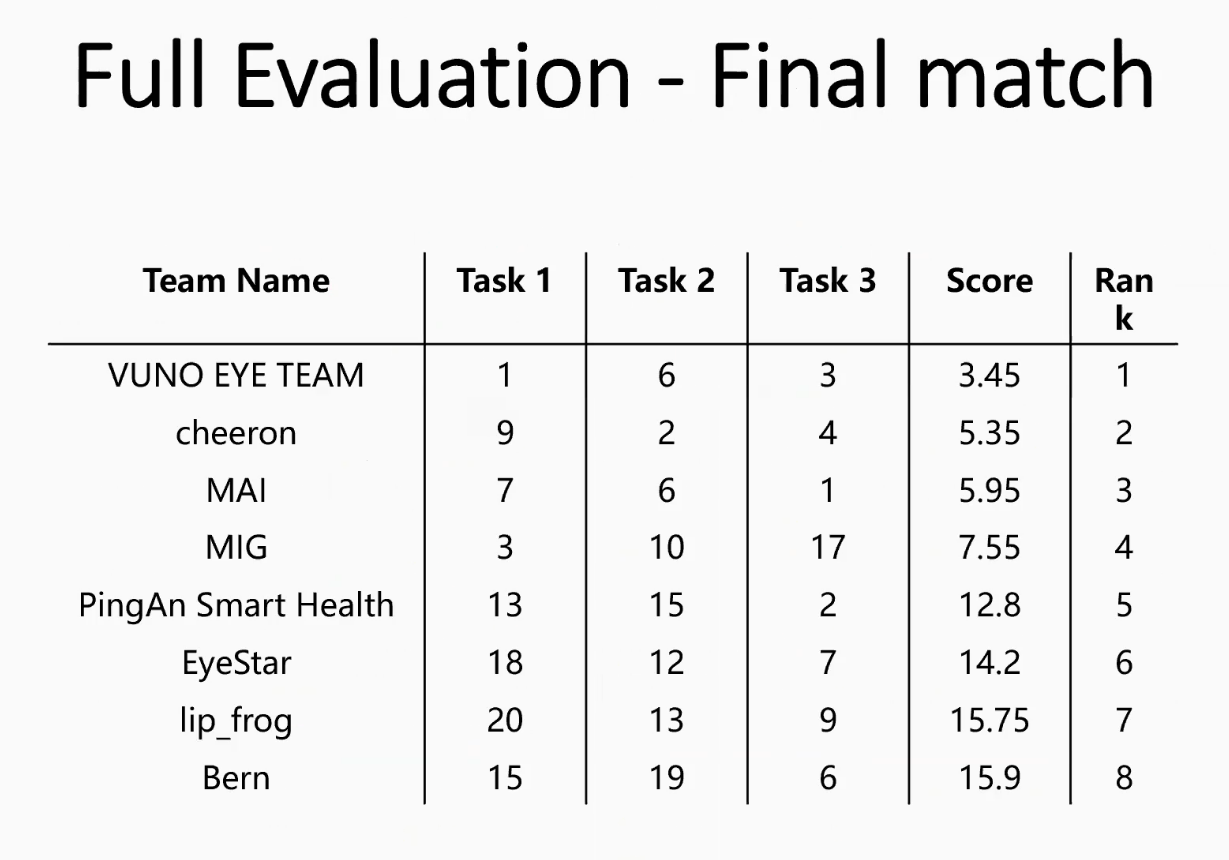 Full Evaluation - Final match
Team Name Task 1 Task 2 Task 3 Score Ran
k
VUNO EYE TEAM 1 6 3 3.45 1
cheeron 9 2 4 5.35 2
MAI 7 6 1 5.95 3
MIG 3 10 17 7.55 4
PingAn Smart Health 13 15 2 12.8 5
EyeStar 18 12 7 14.2 6
lip_frog 20 13 9 15.75 7
Bern 15 19 6 15.9 8